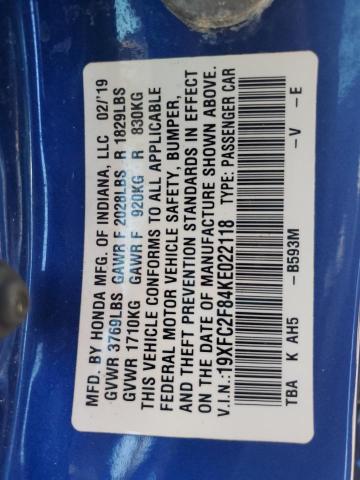 MFD. BY HONDA MFG. OF INDIANA, LLC 02/'19
GVWR 3769LBS GAWR F 2028LBS R 1829LBS
GVWR 1710KG GAWR F 920KG R 830KG
THIS VEHICLE CONFORMS TO ALL APPLICABLE
FEDERAL MOTOR VEHICLE SAFETY, BUMPER,
AND THEFT PREVENTION STANDARDS IN EFFECT
ON THE DATE OF MANUFACTURE SHOWN ABOVE.
V.I.N.:19XFC2F84KE022118 TYPE: PASSENGER CAR
TBA K AH5 -B593M -V -E